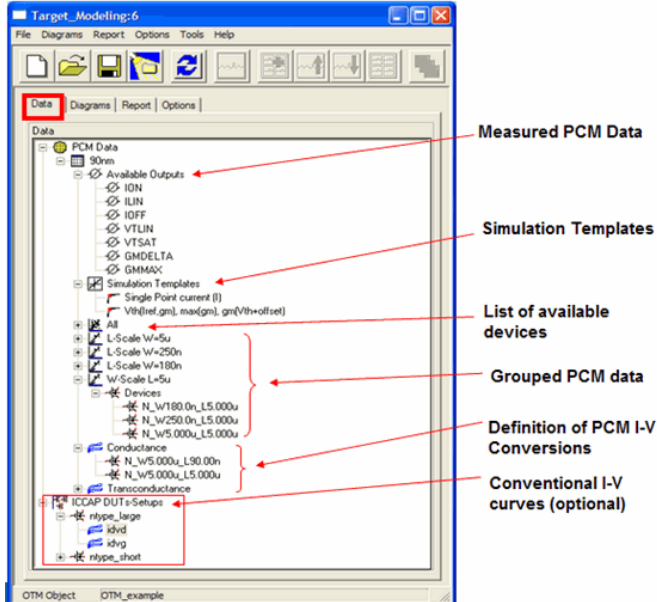 Target_Modeling:6
File Diagrams Report Options Tools Help
Data Diagrams Report Options
Data
PCM Data
90nm
Available Outputs
ION
ILIN
IOFF
VTLIN
VTSAT
GMDELTA
GMMAX
Simulation Templates
Single Point current (I)
Vth(Iref,gm), max(gm), gm(Vth+offset)
All
L-Scale W=5u
L-Scale W=250n
L-Scale W=180n
W-Scale L=5u
Devices
N_W180.0n_L5.000u
N_W250.0n_L5.000u
N_W5.000u_L5.000u
Conductance
N_W5.000u_L90.00n
N_W5.000u_L5.000u
Transconductance
ICCAP DUTs-Setups
ntype_large
idvd
idvg
ntype_short
OTM Object OTM_example
Measured PCM Data
Simulation Templates
List of available
devices
Grouped PCM data
Definition of PCM I-V
Conversions
Conventional I-V
curves (optional)